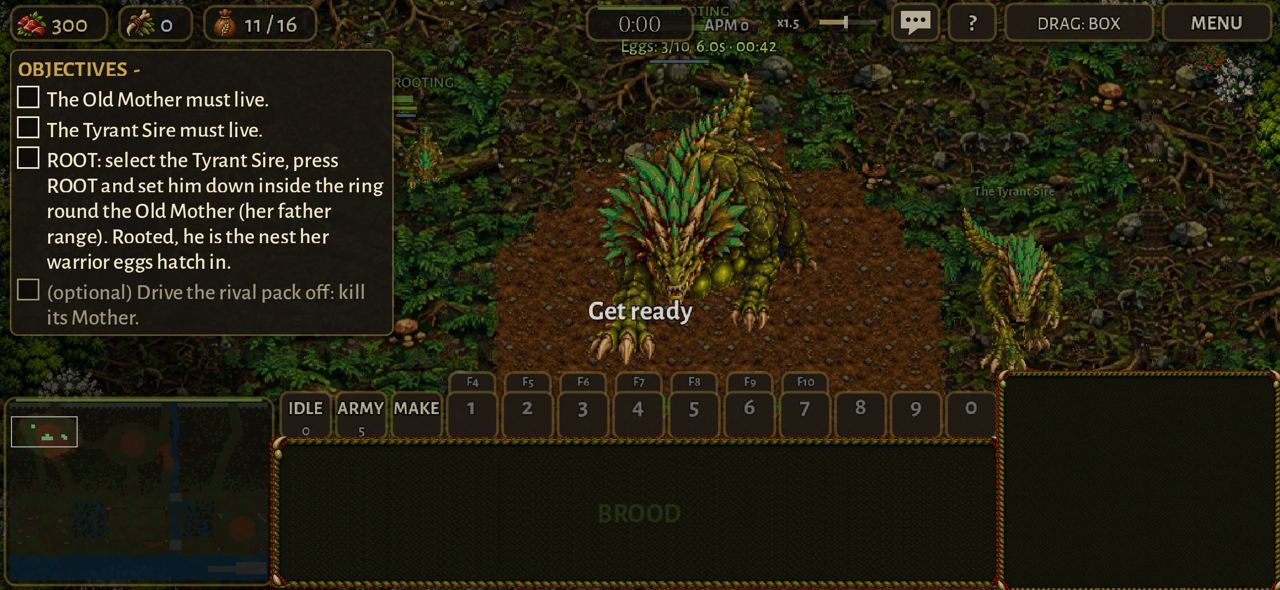 300
0
11 / 16
0:00
APM 0
x1.5
?
DRAG: BOX
MENU
Eggs: 3/10 6.0s · 00:42
OBJECTIVES -
The Old Mother must live.
The Tyrant Sire must live.
ROOT: select the Tyrant Sire, press
ROOT and set him down inside the ring
round the Old Mother (her father
range). Rooted, he is the nest her
warrior eggs hatch in.
(optional) Drive the rival pack off: kill
its Mother.
ROOTING
The Tyrant Sire
Get ready
F4
F5
F6
F7
F8
F9
F10
IDLE
0
ARMY
5
MAKE
1
2
3
4
5
6
7
8
9
0
BROOD